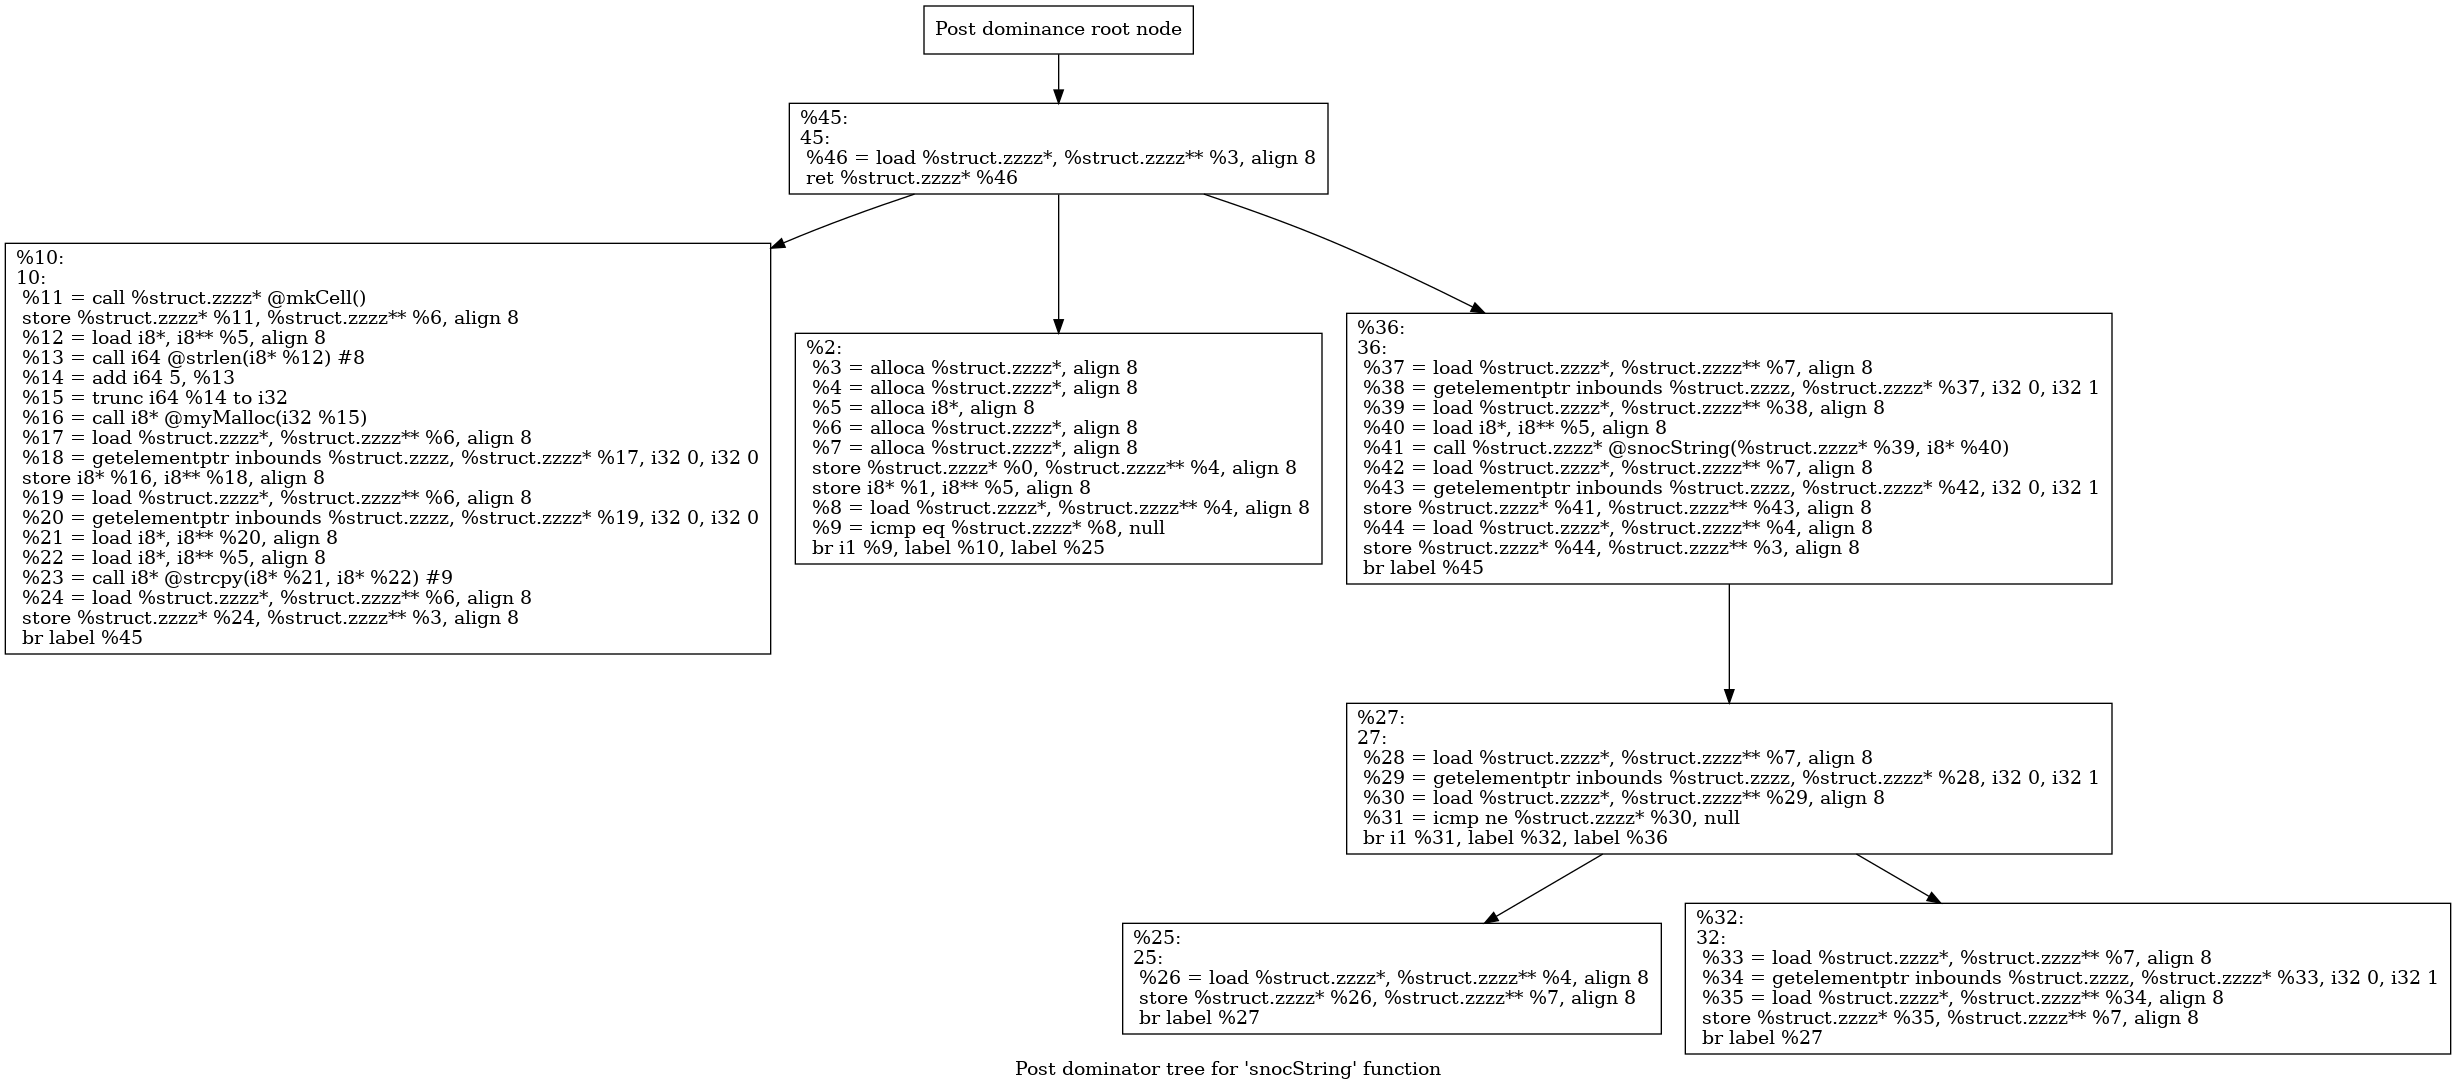 Post dominance root node
%45:
45:
%46 = load %struct.zzzz*, %struct.zzzz** %3, align 8
ret %struct.zzzz* %46
%10:
10:
%11 = call %struct.zzzz* @mkCell()
store %struct.zzzz* %11, %struct.zzzz** %6, align 8
%12 = load i8*, i8** %5, align 8
%13 = call i64 @strlen(i8* %12) #8
%14 = add i64 5, %13
%15 = trunc i64 %14 to i32
%16 = call i8* @myMalloc(i32 %15)
%17 = load %struct.zzzz*, %struct.zzzz** %6, align 8
%18 = getelementptr inbounds %struct.zzzz, %struct.zzzz* %17, i32 0, i32 0
store i8* %16, i8** %18, align 8
%19 = load %struct.zzzz*, %struct.zzzz** %6, align 8
%20 = getelementptr inbounds %struct.zzzz, %struct.zzzz* %19, i32 0, i32 0
%21 = load i8*, i8** %20, align 8
%22 = load i8*, i8** %5, align 8
%23 = call i8* @strcpy(i8* %21, i8* %22) #9
%24 = load %struct.zzzz*, %struct.zzzz** %6, align 8
store %struct.zzzz* %24, %struct.zzzz** %3, align 8
br label %45
%2:
%3 = alloca %struct.zzzz*, align 8
%4 = alloca %struct.zzzz*, align 8
%5 = alloca i8*, align 8
%6 = alloca %struct.zzzz*, align 8
%7 = alloca %struct.zzzz*, align 8
store %struct.zzzz* %0, %struct.zzzz** %4, align 8
store i8* %1, i8** %5, align 8
%8 = load %struct.zzzz*, %struct.zzzz** %4, align 8
%9 = icmp eq %struct.zzzz* %8, null
br i1 %9, label %10, label %25
%36:
36:
%37 = load %struct.zzzz*, %struct.zzzz** %7, align 8
%38 = getelementptr inbounds %struct.zzzz, %struct.zzzz* %37, i32 0, i32 1
%39 = load %struct.zzzz*, %struct.zzzz** %38, align 8
%40 = load i8*, i8** %5, align 8
%41 = call %struct.zzzz* @snocString(%struct.zzzz* %39, i8* %40)
%42 = load %struct.zzzz*, %struct.zzzz** %7, align 8
%43 = getelementptr inbounds %struct.zzzz, %struct.zzzz* %42, i32 0, i32 1
store %struct.zzzz* %41, %struct.zzzz** %43, align 8
%44 = load %struct.zzzz*, %struct.zzzz** %4, align 8
store %struct.zzzz* %44, %struct.zzzz** %3, align 8
br label %45
%27:
27:
%28 = load %struct.zzzz*, %struct.zzzz** %7, align 8
%29 = getelementptr inbounds %struct.zzzz, %struct.zzzz* %28, i32 0, i32 1
%30 = load %struct.zzzz*, %struct.zzzz** %29, align 8
%31 = icmp ne %struct.zzzz* %30, null
br i1 %31, label %32, label %36
%25:
25:
%26 = load %struct.zzzz*, %struct.zzzz** %4, align 8
store %struct.zzzz* %26, %struct.zzzz** %7, align 8
br label %27
%32:
32:
%33 = load %struct.zzzz*, %struct.zzzz** %7, align 8
%34 = getelementptr inbounds %struct.zzzz, %struct.zzzz* %33, i32 0, i32 1
%35 = load %struct.zzzz*, %struct.zzzz** %34, align 8
store %struct.zzzz* %35, %struct.zzzz** %7, align 8
br label %27
Post dominator tree for 'snocString' function